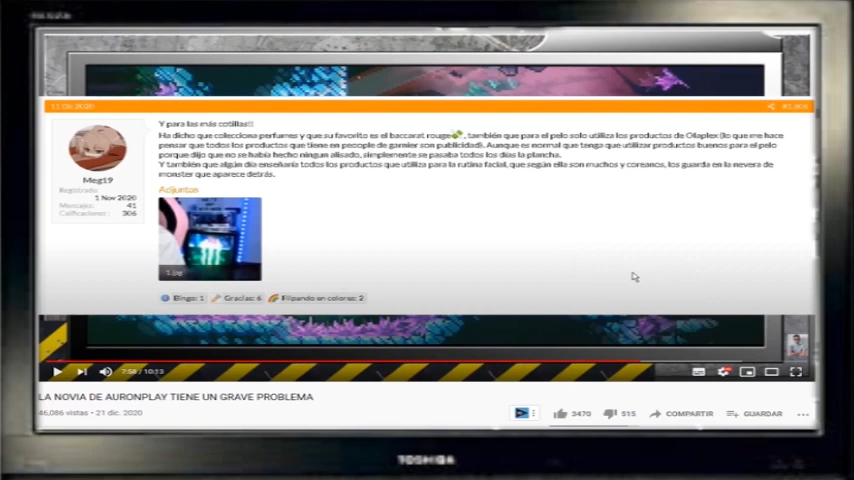 11 Dic 2020
#1,806
Y para las más cotillas!!
Ha dicho que colecciona perfumes y que su favorito es el baccarat rouge , también que para el pelo solo utiliza los productos de Olaplex (lo que me hace
pensar que todos los productos que tiene en pecople de garnier son publicidad). Aunque es normal que tenga que utilizar productos buenos para el pelo
porque dijo que no se había hecho ningun alisado, simplemente se pasaba todos los días la plancha.
Y también que algun día enseñaría todos los productos que utiliza para la rutina facial, que según ella son muchos y coreanos, los guarda en la nevera de
monster que aparece detrás.
Meg19
Registrado:
1 Nov 2020
Mensajes: 41
Calificaciones: 306
Adjuntos
1.jpg
Bingo: 1 Gracias: 6 Flipando en colores: 2
7:58 / 10:13
LA NOVIA DE AURONPLAY TIENE UN GRAVE PROBLEMA
46,086 vistas • 21 dic. 2020
3470 515 COMPARTIR GUARDAR
TOSHIBA